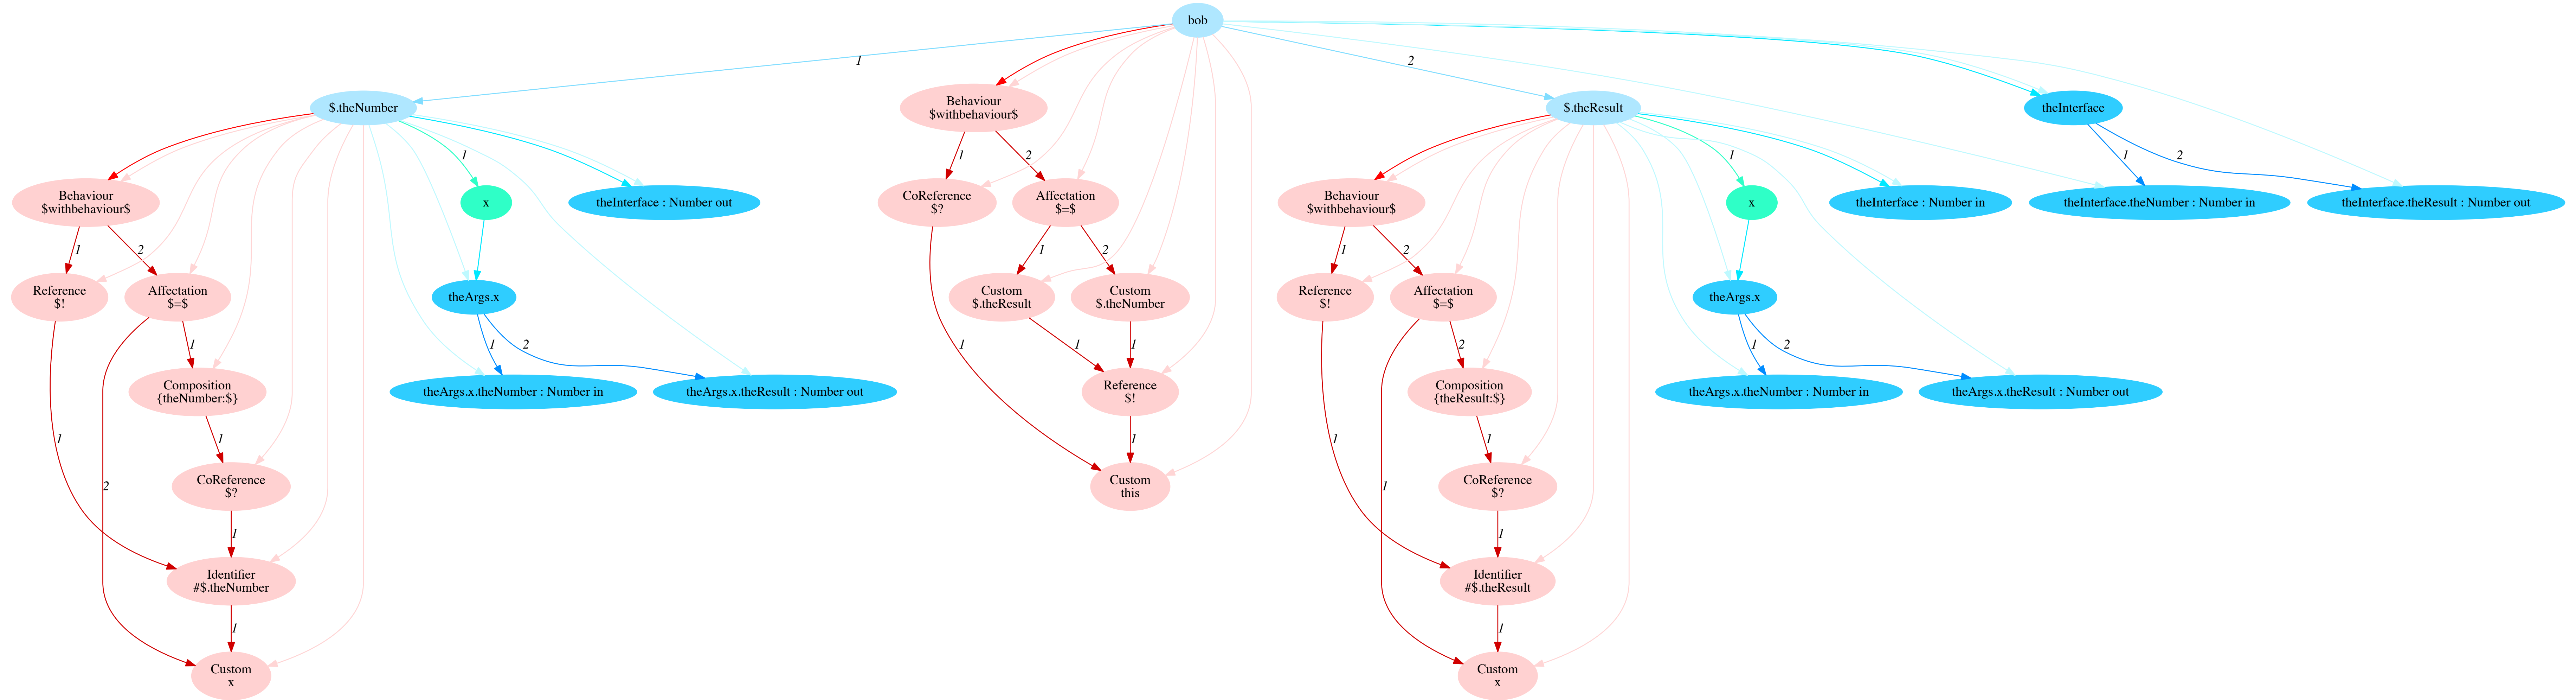 bob
1
2
$.theNumber
Behaviour
$withbehaviour$
$.theResult
theInterface
1
1
2
1
1
2
Behaviour
$withbehaviour$
x
theInterface : Number out
CoReference
$?
Affectation
$=$
Behaviour
$withbehaviour$
x
theInterface : Number in
theInterface.theNumber : Number in
theInterface.theResult : Number out
1
2
1
2
1
2
Reference
$!
Affectation
$=$
theArgs.x
Custom
$.theResult
Custom
$.theNumber
Reference
$!
Affectation
$=$
theArgs.x
1
1
2
1
1
1
2
1
2
Composition
{theNumber:$}
theArgs.x.theNumber : Number in
theArgs.x.theResult : Number out
Reference
$!
Composition
{theResult:$}
theArgs.x.theNumber : Number in
theArgs.x.theResult : Number out
1
1
1
1
1
2
CoReference
$?
Custom
this
1
CoReference
$?
1
1
Identifier
#$.theNumber
Identifier
#$.theResult
1
1
Custom
x
Custom
x